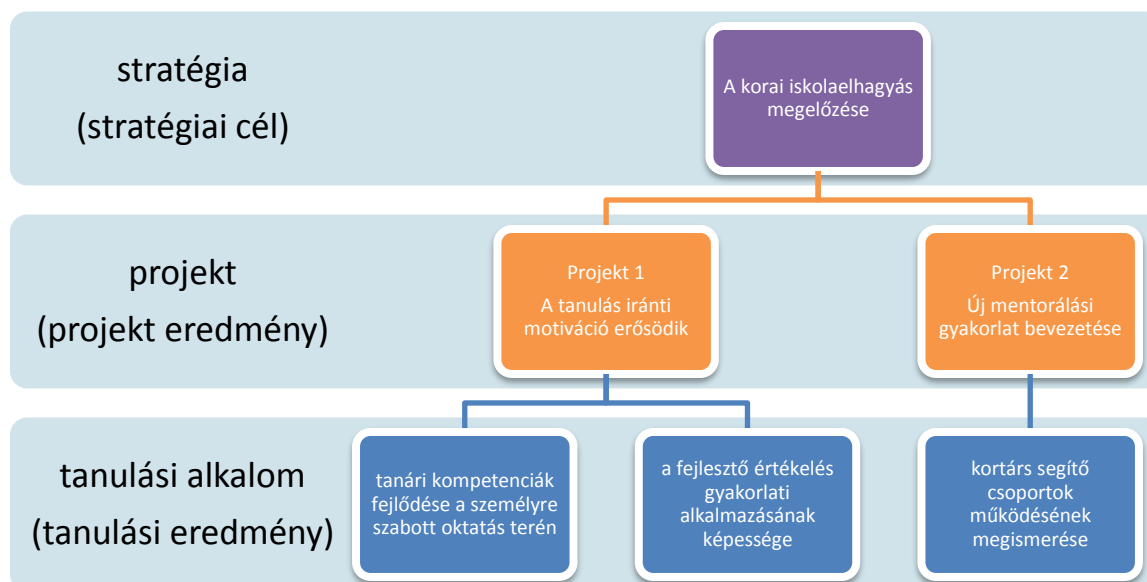 stratégia
(stratégiai cél)
A korai iskolaelhagyás
megelőzése
projekt
(projekt eredmény)
Projekt 1
A tanulás iránti
motiváció erősödik
Projekt 2
Új mentorálási
gyakorlat bevezetése
tanulási alkalom
(tanulási eredmény)
tanári kompetenciák
fejlődése a személyre
szabott oktatás terén
a fejlesztő értékelés
gyakorlati
alkalmazásának
képessége
kortárs segítő
csoportok
működésének
megismerése